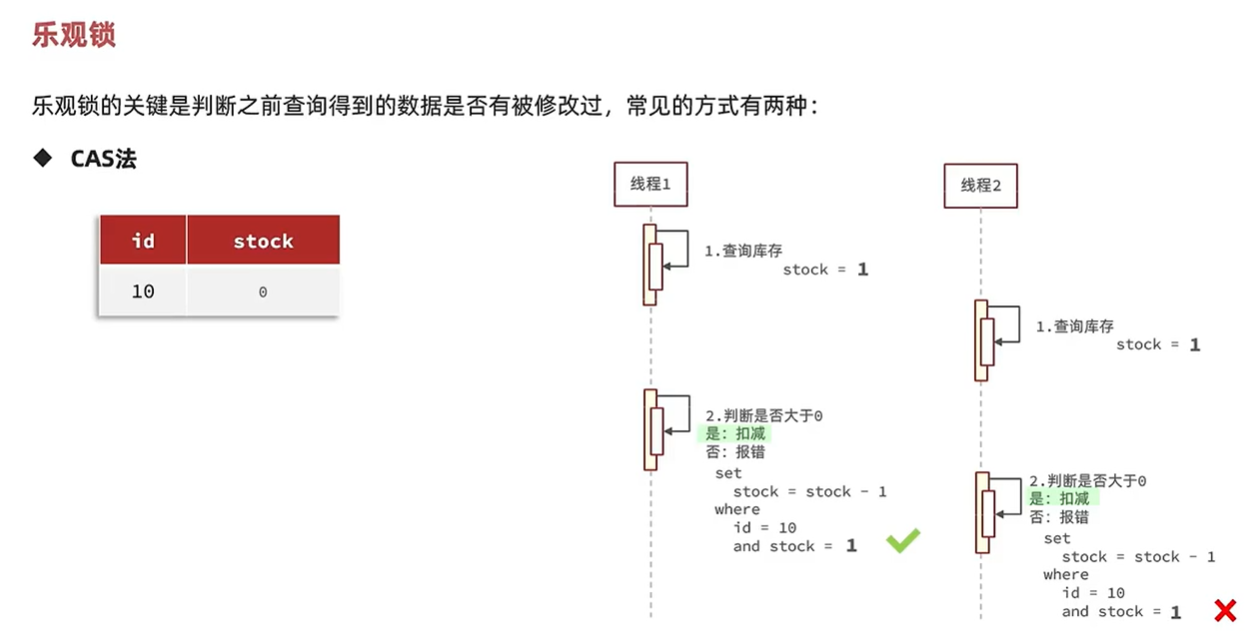 乐观锁
乐观锁的关键是判断之前查询得到的数据是否有被修改过，常见的方式有两种：
◆ CAS法
id stock
10 0
线程1
1.查询库存
stock = 1
2.判断是否大于0
是：扣减
否：报错
set
stock = stock - 1
where
id = 10
and stock = 1
线程2
1.查询库存
stock = 1
2.判断是否大于0
是：扣减
否：报错
set
stock = stock - 1
where
id = 10
and stock = 1